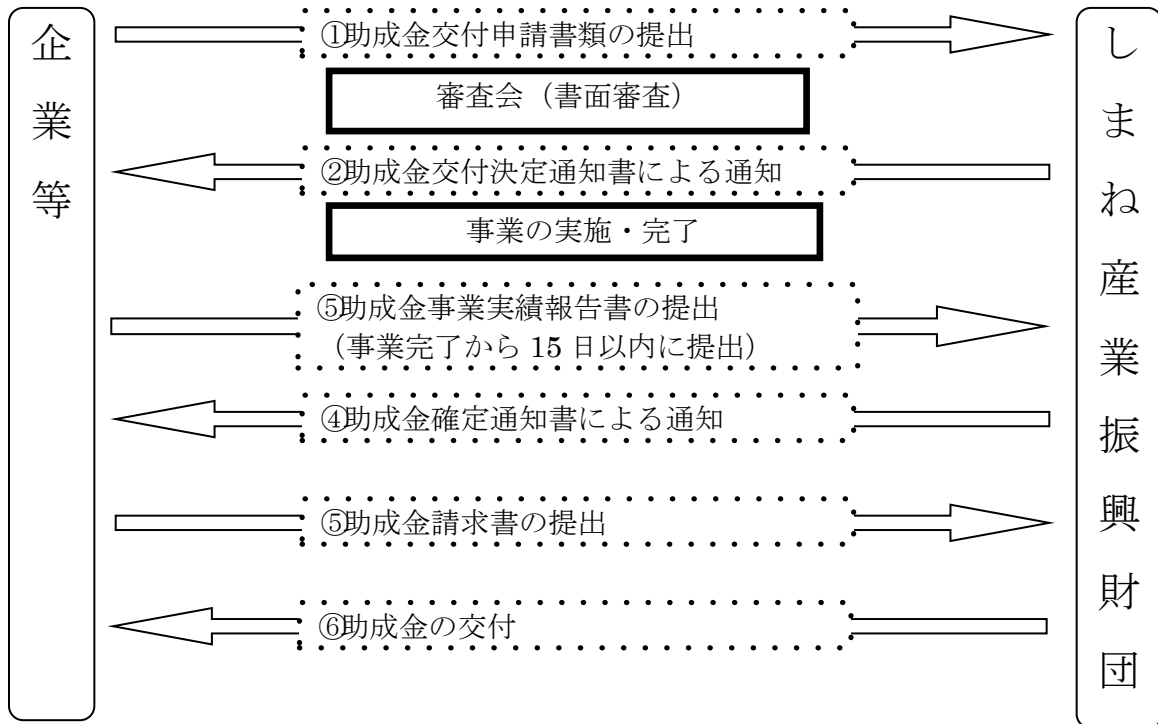 企業等
①助成金交付申請書類の提出
審査会（書面審査）
②助成金交付決定通知書による通知
事業の実施・完了
⑤助成金事業実績報告書の提出
（事業完了から 15 日以内に提出）
④助成金確定通知書による通知
⑤助成金請求書の提出
⑥助成金の交付
しまね産業振興財団